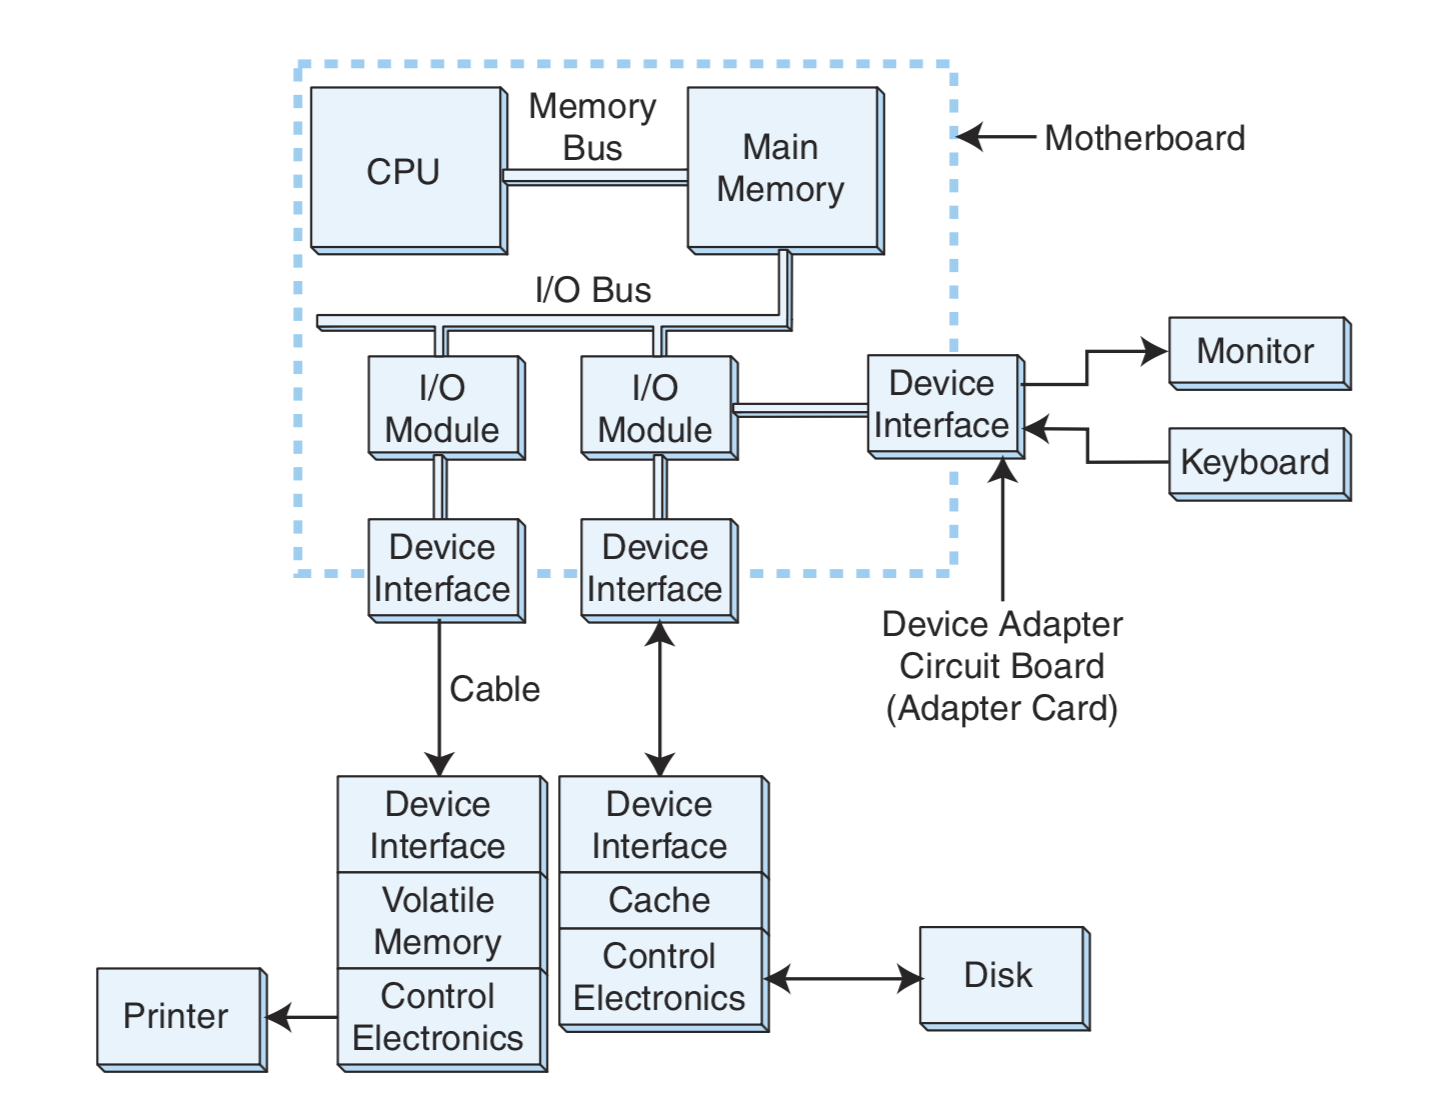 CPU
Memory
Bus
Main
Memory
Motherboard
I/O Bus
I/O
Module
I/O
Module
Device
Interface
Monitor
Keyboard
Device
Interface
Device
Interface
Device Adapter
Circuit Board
(Adapter Card)
Cable
Device
Interface
Volatile
Memory
Control
Electronics
Printer
Device
Interface
Cache
Control
Electronics
Disk